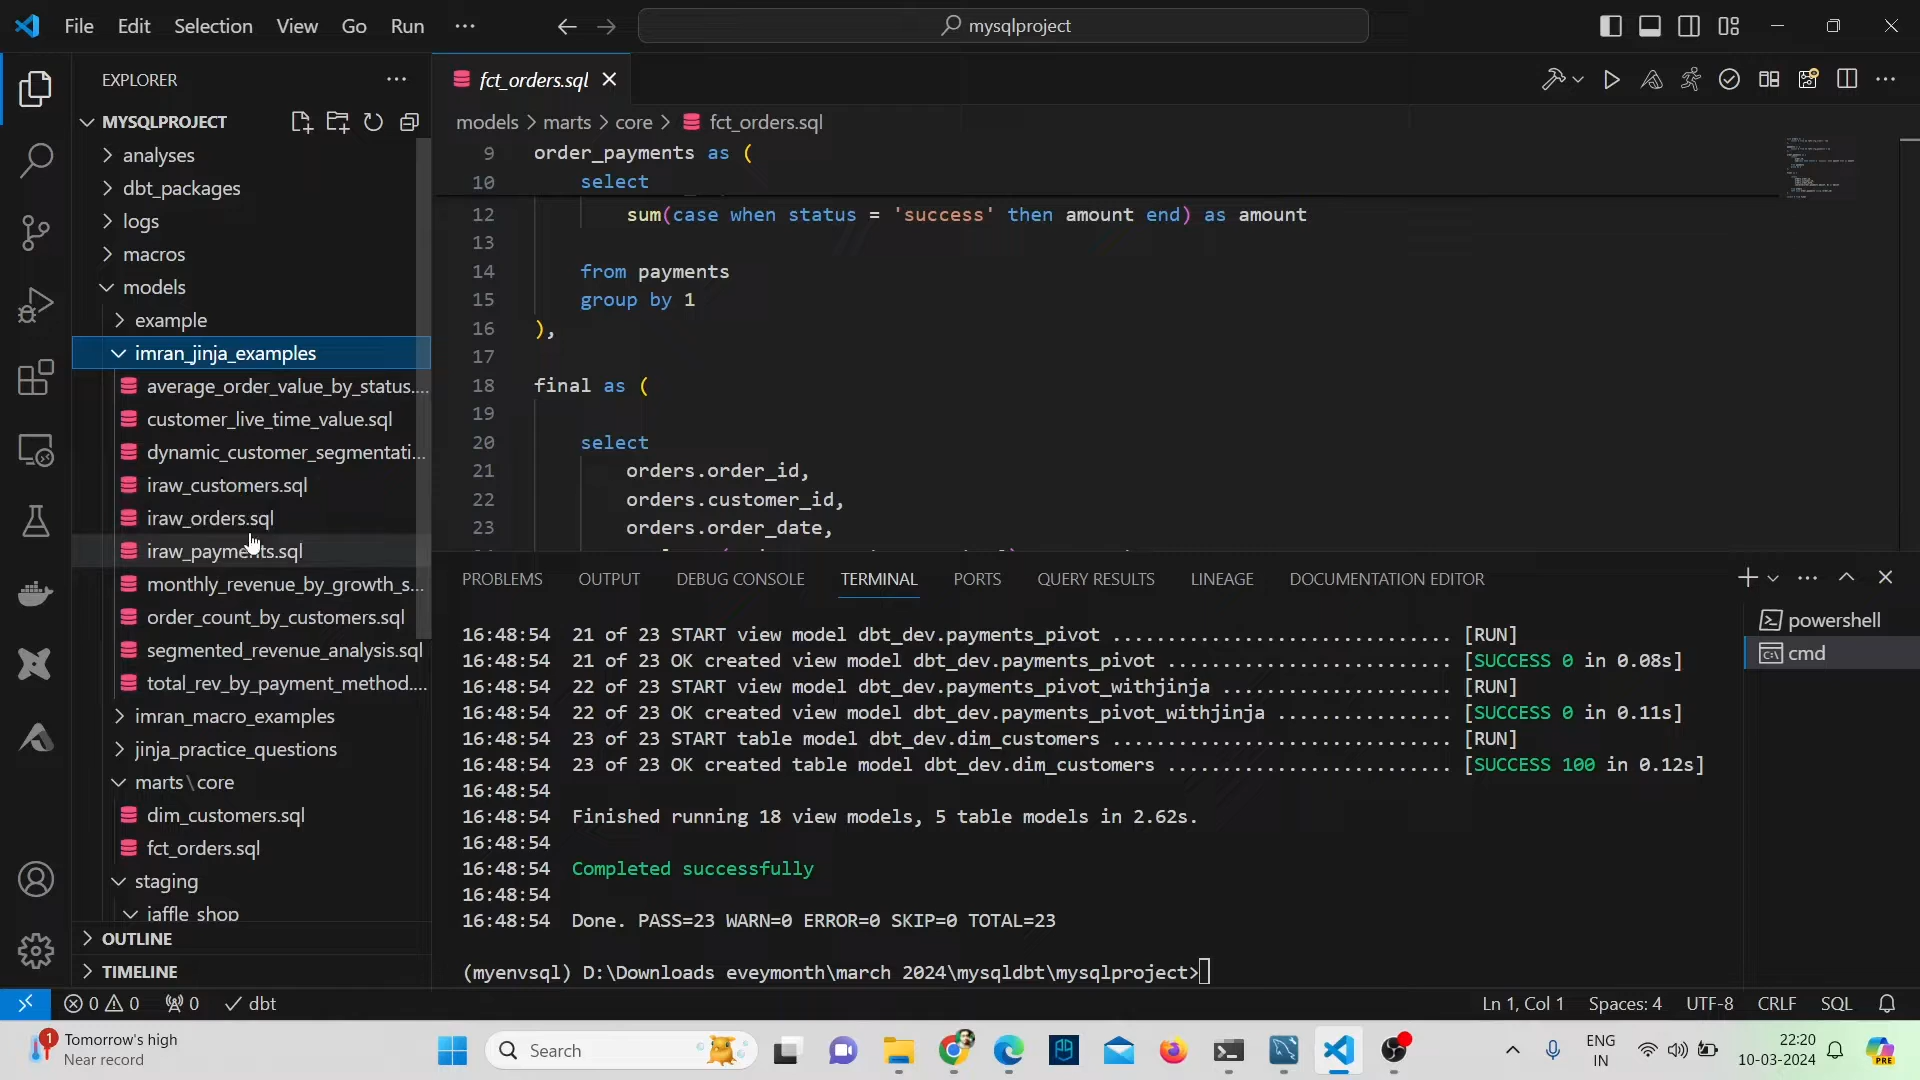 File Edit Selection View Go Run ...
mysqlproject
EXPLORER
MYSQLPROJECT
analyses
dbt_packages
logs
macros
models
example
imran_jinja_examples
average_order_value_by_status....
customer_live_time_value.sql
dynamic_customer_segmentati...
iraw_customers.sql
iraw_orders.sql
iraw_payments.sql
monthly_revenue_by_growth_s...
order_count_by_customers.sql
segmented_revenue_analysis.sql
total_rev_by_payment_method....
imran_macro_examples
jinja_practice_questions
marts\core
dim_customers.sql
fct_orders.sql
staging
jaffle_shop
OUTLINE
TIMELINE
fct_orders.sql
models > marts > core > fct_orders.sql
9 order_payments as (
10 select
12 sum(case when status = 'success' then amount end) as amount
13
14 from payments
15 group by 1
16 ),
17
18 final as (
19
20 select
21 orders.order_id,
22 orders.customer_id,
23 orders.order_date,
PROBLEMS OUTPUT DEBUG CONSOLE TERMINAL PORTS QUERY RESULTS LINEAGE DOCUMENTATION EDITOR
powershell
cmd
16:48:54 21 of 23 START view model dbt_dev.payments_pivot ................................ [RUN]
16:48:54 21 of 23 OK created view model dbt_dev.payments_pivot ........................... [SUCCESS 0 in 0.08s]
16:48:54 22 of 23 START view model dbt_dev.payments_pivot_withjinja ...................... [RUN]
16:48:54 22 of 23 OK created view model dbt_dev.payments_pivot_withjinja ................. [SUCCESS 0 in 0.11s]
16:48:54 23 of 23 START table model dbt_dev.dim_customers ................................ [RUN]
16:48:54 23 of 23 OK created table model dbt_dev.dim_customers ........................... [SUCCESS 100 in 0.12s]
16:48:54
16:48:54 Finished running 18 view models, 5 table models in 2.62s.
16:48:54
16:48:54 Completed successfully
16:48:54
16:48:54 Done. PASS=23 WARN=0 ERROR=0 SKIP=0 TOTAL=23
(myenvsql) D:\Downloads eveymonth\march 2024\mysqldbt\mysqlproject>
0 0 0 dbt
Ln 1, Col 1 Spaces: 4 UTF-8 CRLF SQL
1
Tomorrow's high
Near record
Search
ENG
IN
22:20
10-03-2024
PRE